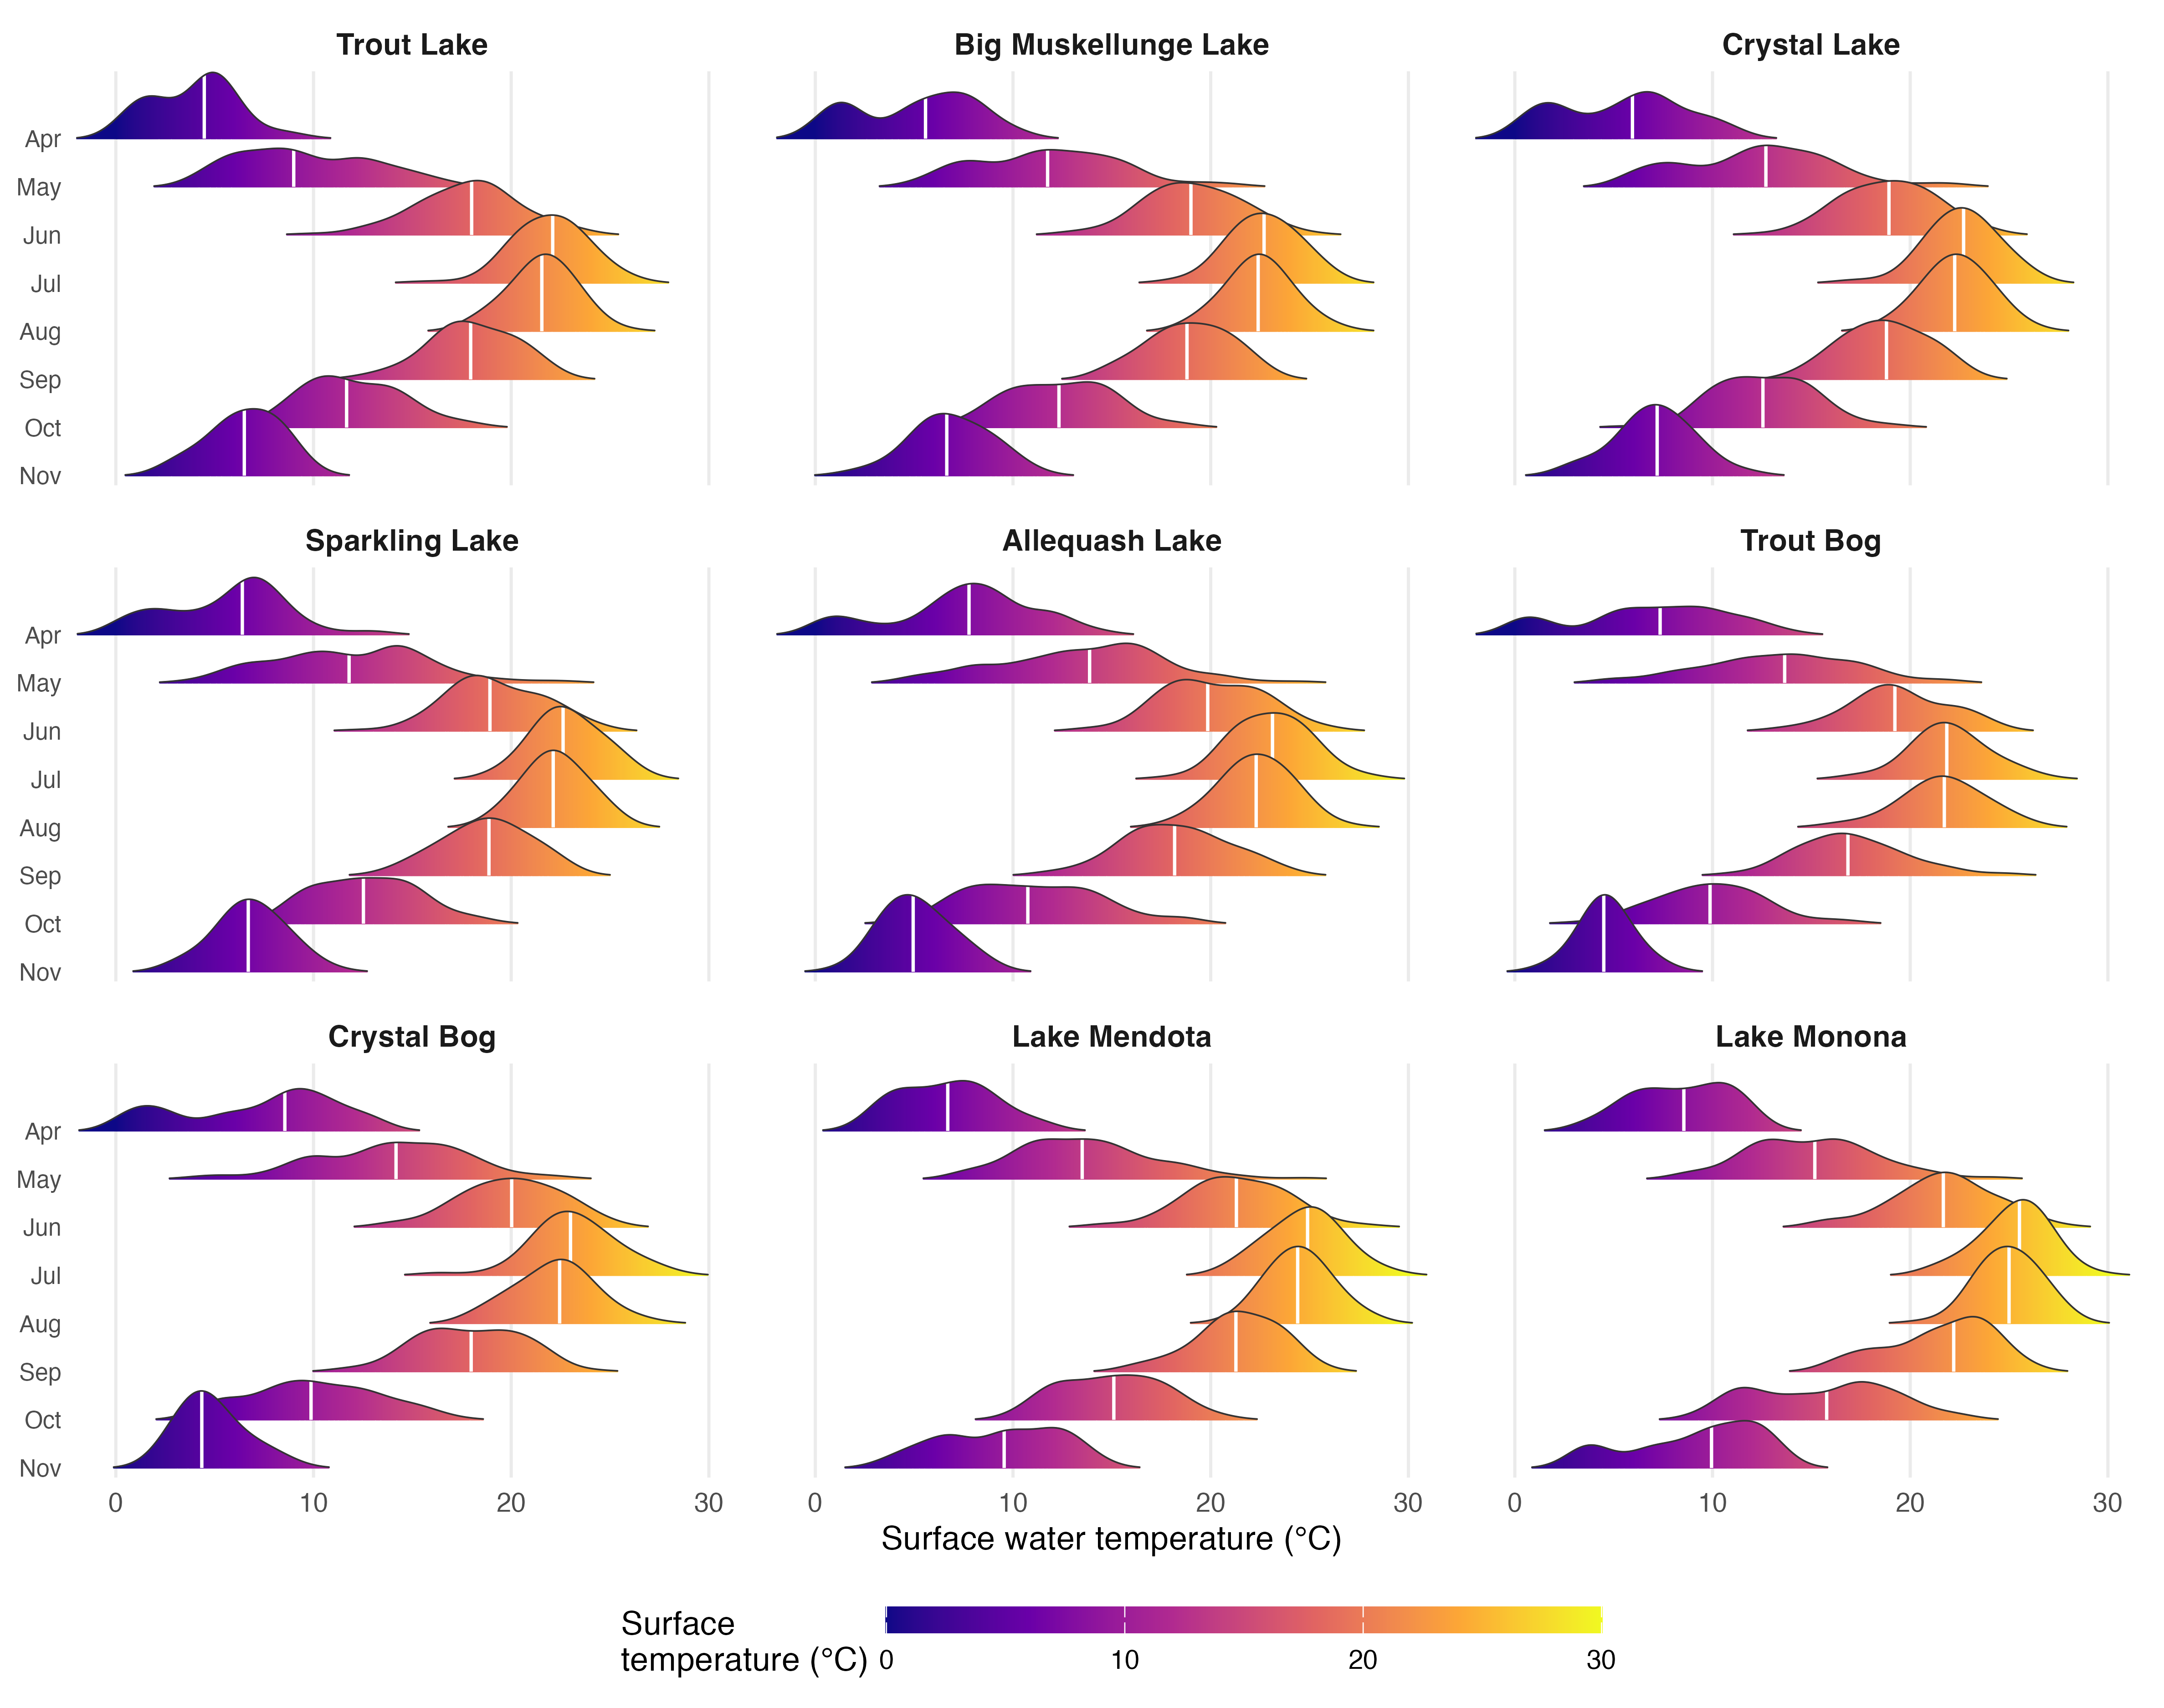 Trout Lake
Big Muskellunge Lake
Crystal Lake
Apr
May
Jun
Jul
Aug
Sep
Oct
Nov
Sparkling Lake
Allequash Lake
Trout Bog
Apr
May
Jun
Jul
Aug
Sep
Oct
Nov
Crystal Bog
Lake Mendota
Lake Monona
Apr
May
Jun
Jul
Aug
Sep
Oct
Nov
0 10 20 30
0 10 20 30
0 10 20 30
Surface water temperature (°C)
Surface
temperature (°C)
0 10 20 30